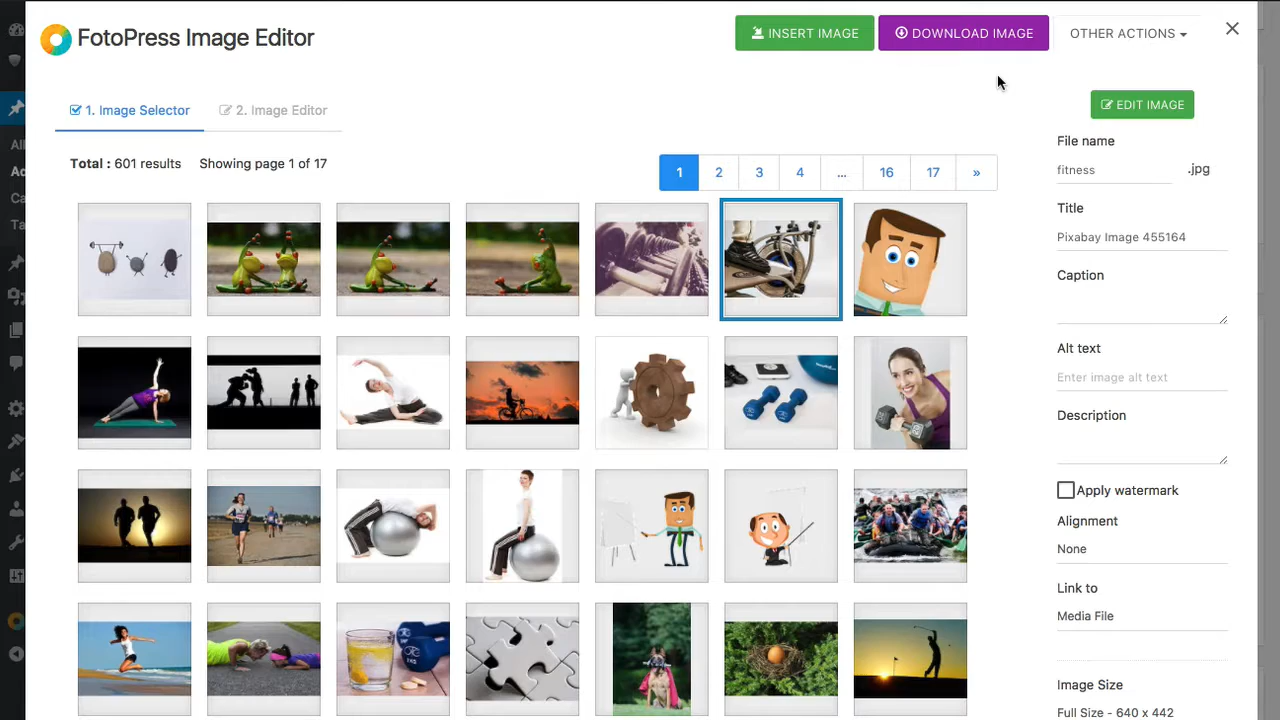 FotoPress Image Editor
INSERT IMAGE
DOWNLOAD IMAGE
OTHER ACTIONS
1. Image Selector
2. Image Editor
EDIT IMAGE
Total : 601 results
Showing page 1 of 17
1 2 3 4 ... 16 17 »
File name
fitness
.jpg
Title
Pixabay Image 455164
Caption
Alt text
Enter image alt text
Description
Apply watermark
Alignment
None
Link to
Media File
Image Size
Full Size - 640 x 442
All